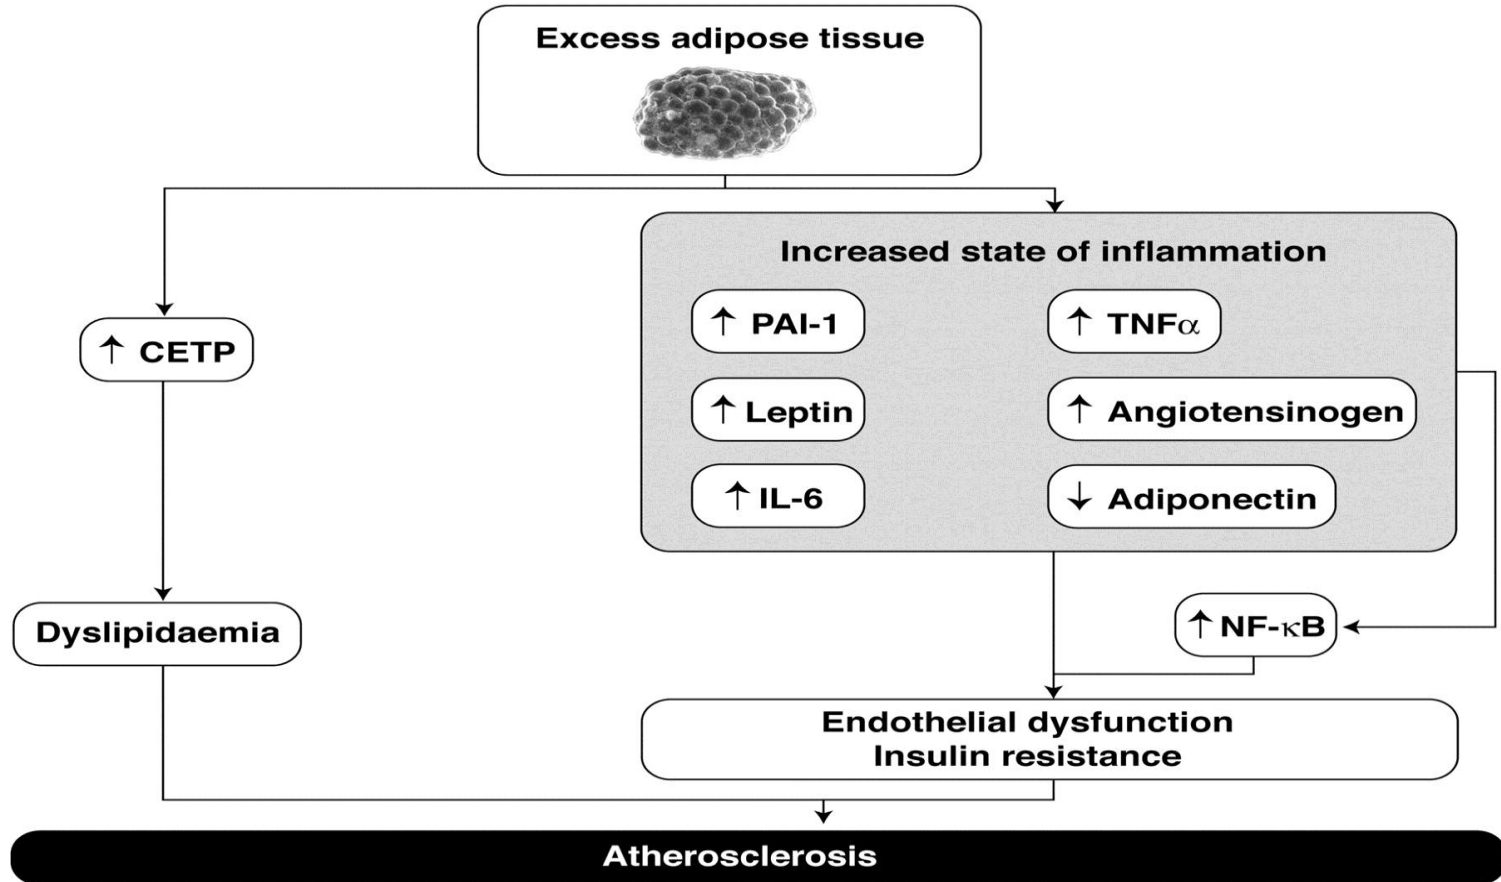 Excess adipose tissue
Increased state of inflammation
↑ PAI-1
↑ TNFα
↑ CETP
↑ Leptin
↑ Angiotensinogen
↑ IL-6
↓ Adiponectin
↑ NF-κB
Dyslipidaemia
Endothelial dysfunction
Insulin resistance
Atherosclerosis